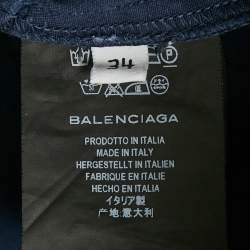 34
BALENCIAGA
PRODOTTO IN ITALIA
MADE IN ITALY
HERGESTELLT IN ITALIEN
FABRIQUE EN ITALIE
HECHO EN ITALIA
イタリア製
产地:意大利